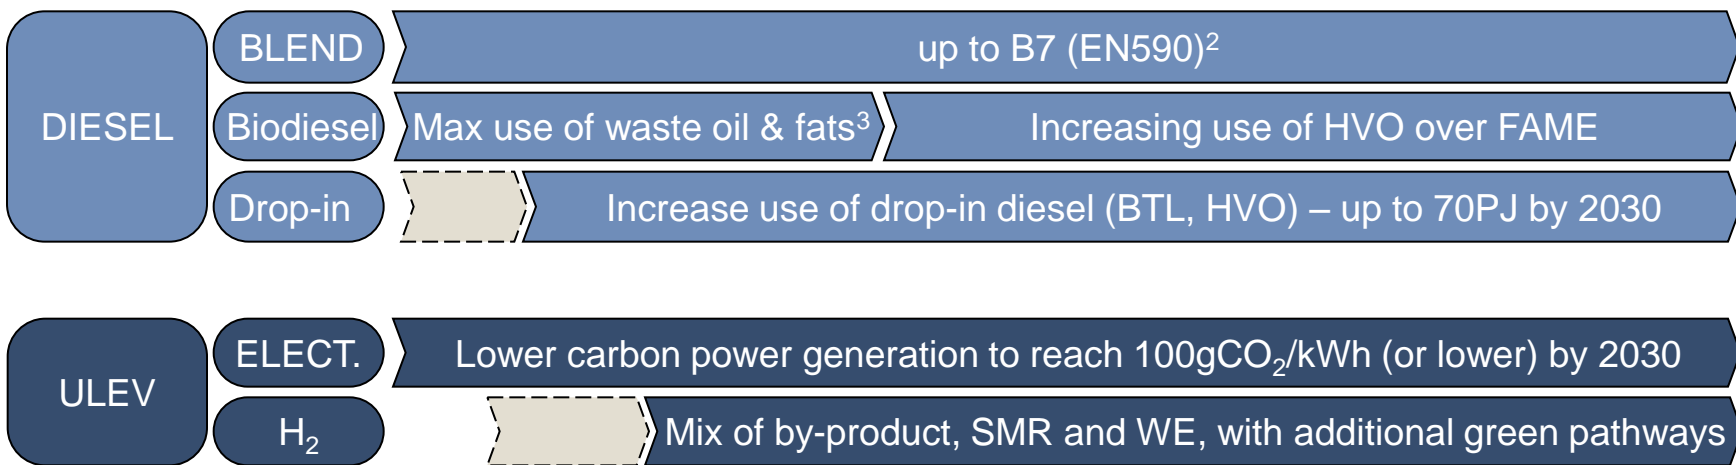 DIESEL
BLEND
up to B7 (EN590)²
Biodiesel
Max use of waste oil & fats³
Increasing use of HVO over FAME
Drop-in
Increase use of drop-in diesel (BTL, HVO) – up to 70PJ by 2030
ULEV
ELECT.
Lower carbon power generation to reach 100gCO₂/kWh (or lower) by 2030
H₂
Mix of by-product, SMR and WE, with additional green pathways